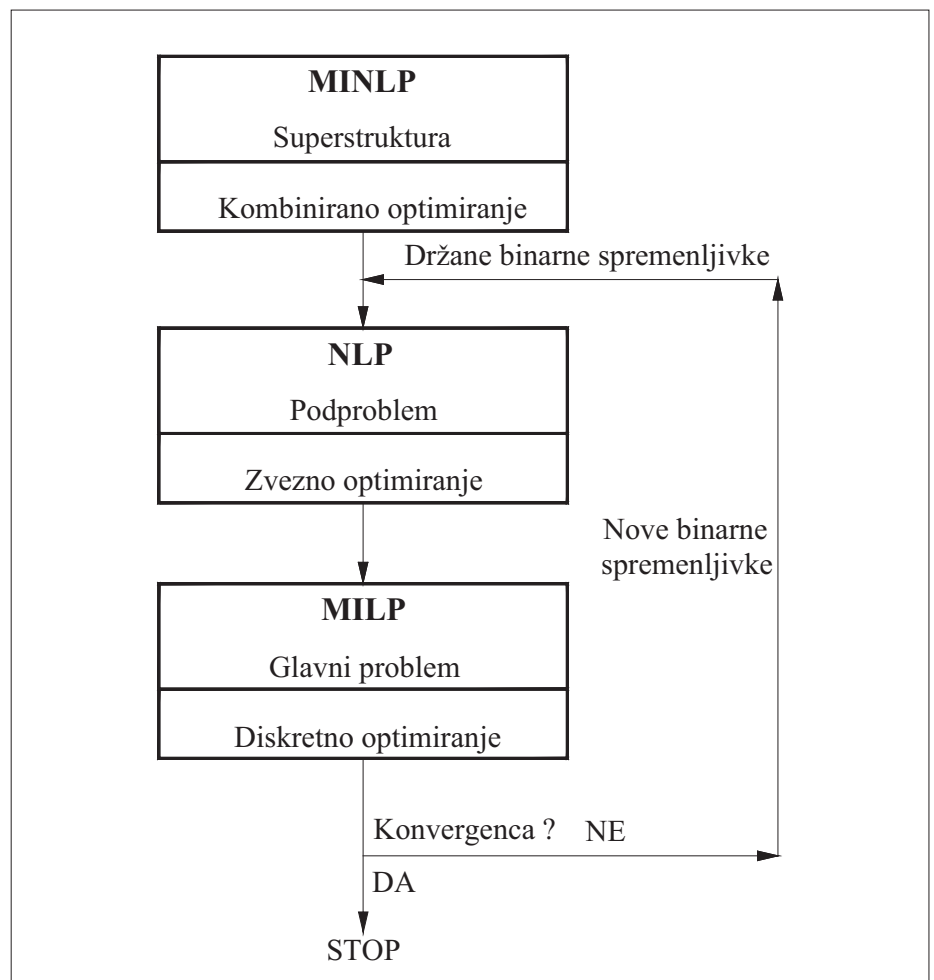 MINLP
Superstruktura
Kombinirano optimiranje
Držane binarne spremenljivke
NLP
Podproblem
Zvezno optimiranje
Nove binarne
spremenljivke
MILP
Glavni problem
Diskretno optimiranje
Konvergenca ? NE
DA
STOP